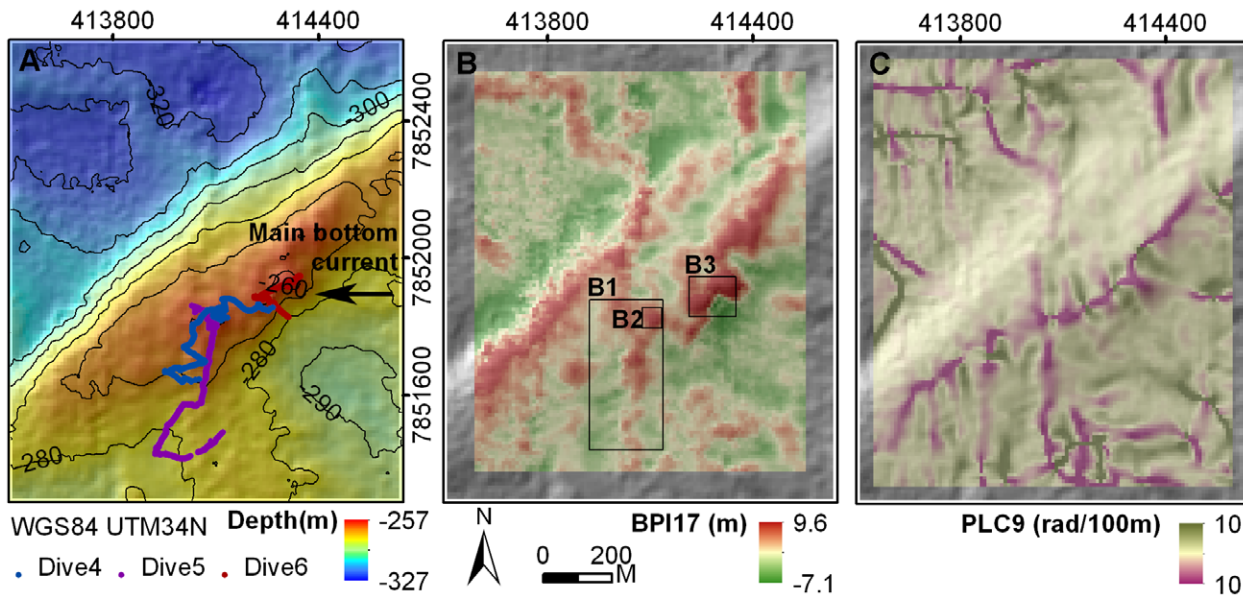 413800 414400 413800 414400 413800 414400
A
B
C
-320
-300
7852400
Main bottom
current
7852000
-260
B3
B1
B2
280
-290
7851600
-280
WGS84 UTM34N
Depth(m)
-257
-327
Dive4 Dive5 Dive6
N
0 200
M
BPI17 (m)
9.6
-7.1
PLC9 (rad/100m)
10
10